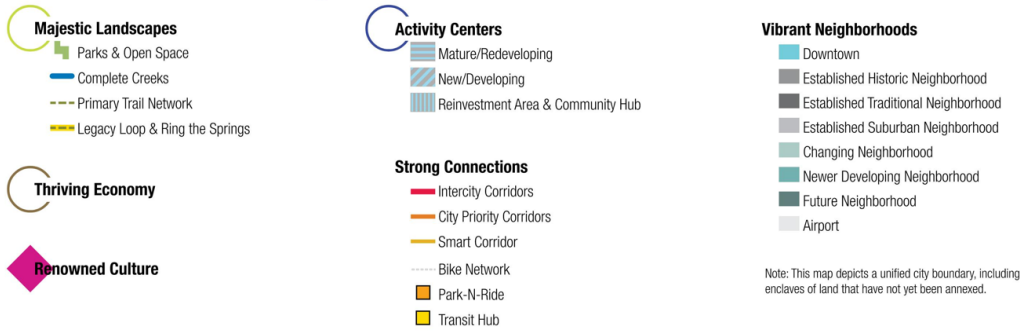 Majestic Landscapes
Parks & Open Space
Complete Creeks
Primary Trail Network
Legacy Loop & Ring the Springs
Thriving Economy
Renowned Culture
Activity Centers
Mature/Redeveloping
New/Developing
Reinvestment Area & Community Hub
Strong Connections
Intercity Corridors
City Priority Corridors
Smart Corridor
Bike Network
Park-N-Ride
Transit Hub
Vibrant Neighborhoods
Downtown
Established Historic Neighborhood
Established Traditional Neighborhood
Established Suburban Neighborhood
Changing Neighborhood
Newer Developing Neighborhood
Future Neighborhood
Airport
Note: This map depicts a unified city boundary, including
enclaves of land that have not yet been annexed.